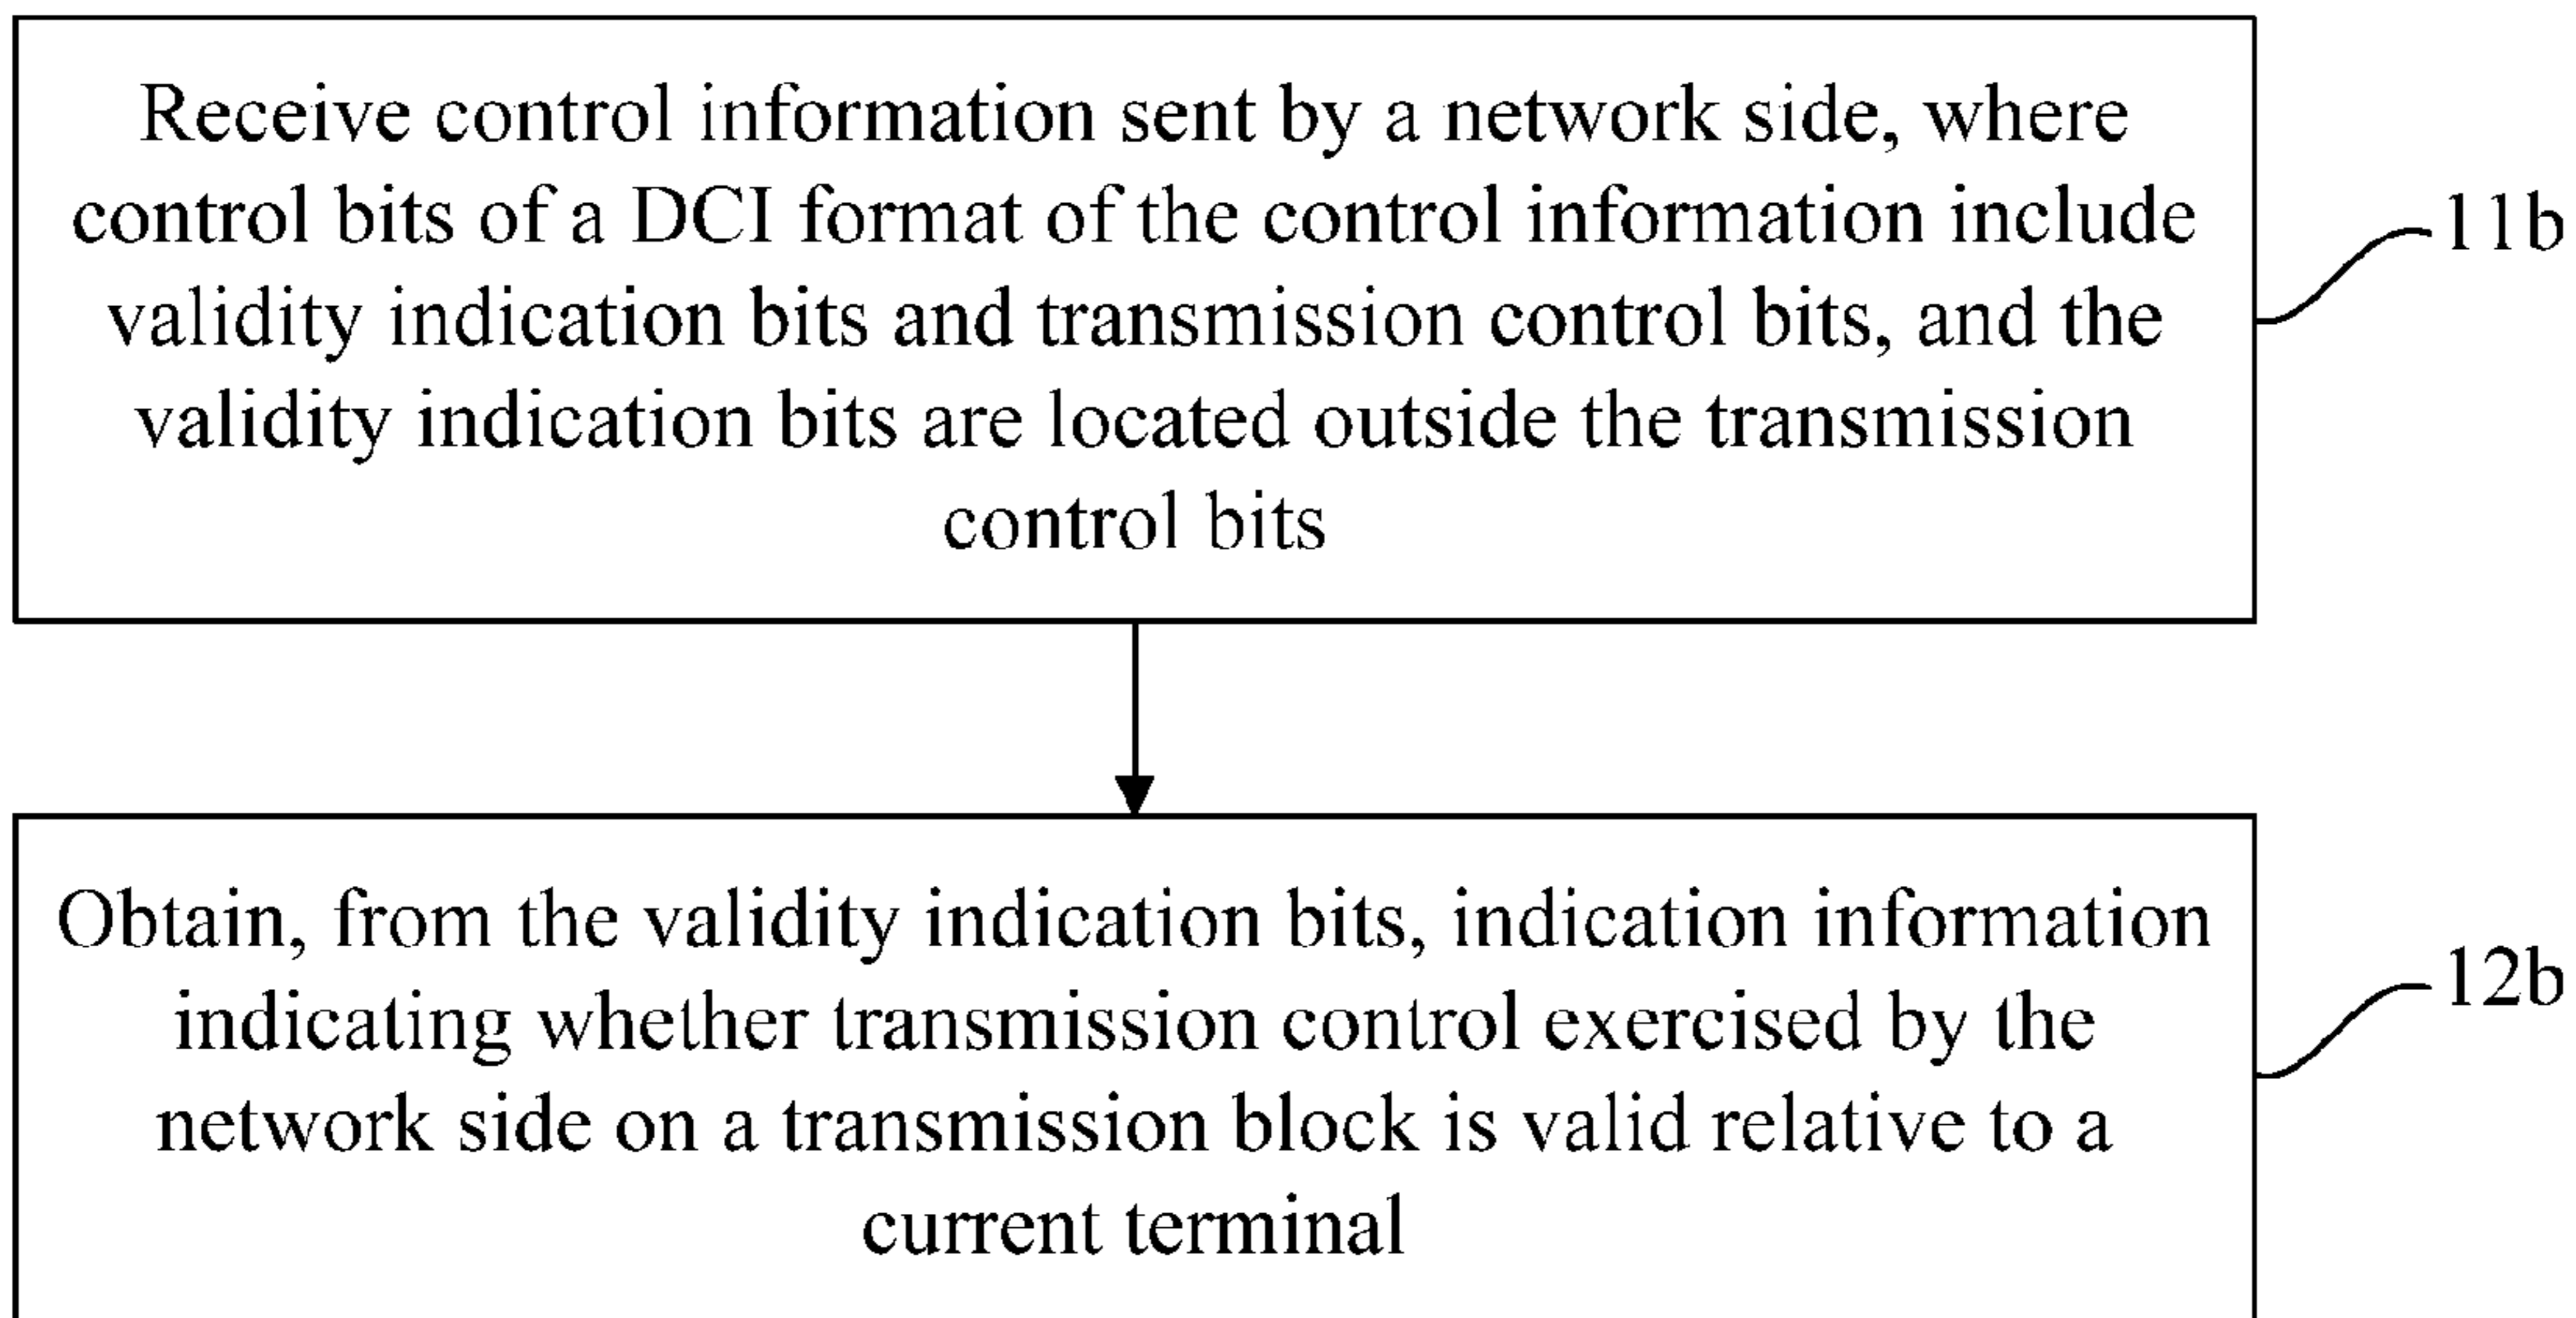 Receive control information sent by a network side, where
control bits of a DCI format of the control information include
validity indication bits and transmission control bits, and the
validity indication bits are located outside the transmission
control bits
11b
Obtain, from the validity indication bits, indication information
indicating whether transmission control exercised by the
network side on a transmission block is valid relative to a
current terminal
12b